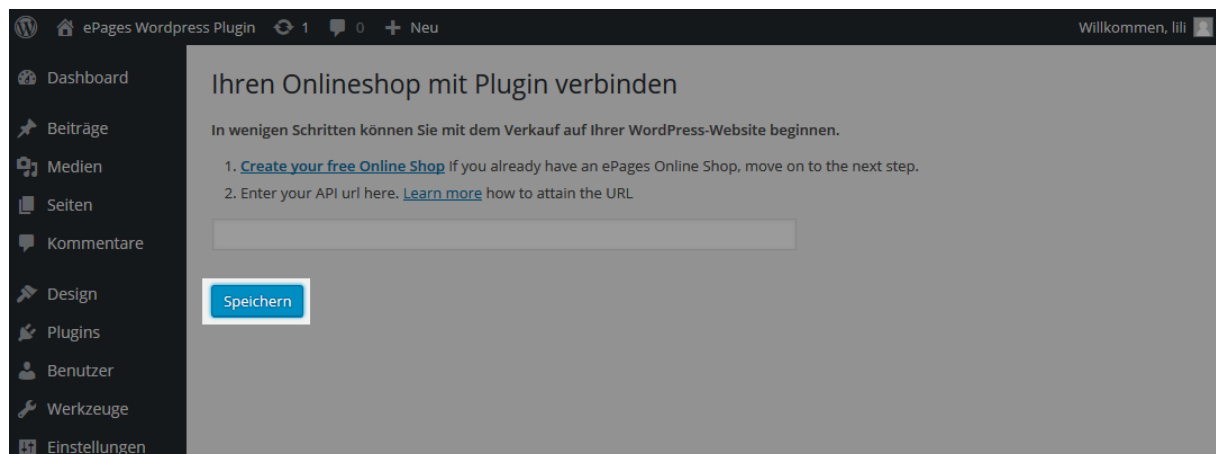 ePages Wordpress Plugin 1 0 Neu Willkommen, lili
Dashboard
Beiträge
Medien
Seiten
Kommentare
Design
Plugins
Benutzer
Werkzeuge
Einstellungen
Ihren Onlineshop mit Plugin verbinden
In wenigen Schritten können Sie mit dem Verkauf auf Ihrer WordPress-Website beginnen.
1. Create your free Online Shop If you already have an ePages Online Shop, move on to the next step.
2. Enter your API url here. Learn more how to attain the URL
Speichern